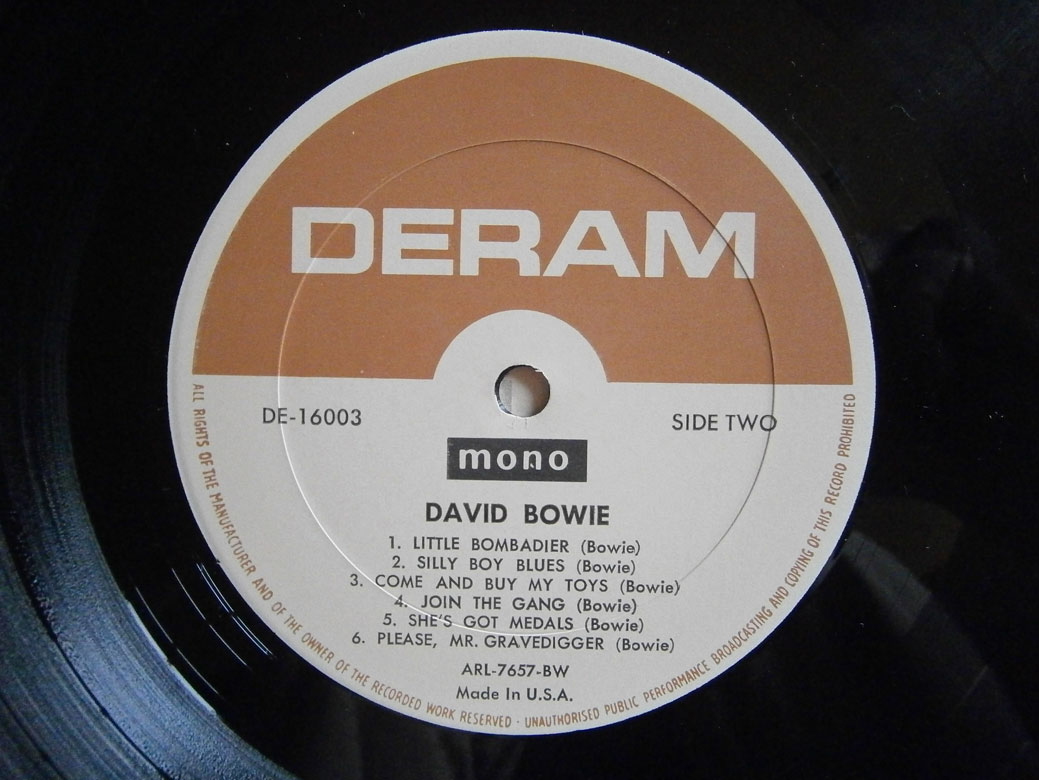 DERAM
DE-16003
SIDE TWO
mono
DAVID BOWIE
1. LITTLE BOMBADIER (Bowie)
2. SILLY BOY BLUES (Bowie)
3. COME AND BUY MY TOYS (Bowie)
4. JOIN THE GANG (Bowie)
5. SHE'S GOT MEDALS (Bowie)
6. PLEASE, MR. GRAVEDIGGER (Bowie)
ARL-7657-BW
Made In U.S.A.
ALL RIGHTS OF THE MANUFACTURER AND OF THE OWNER OF THE RECORDED WORK RESERVED · UNAUTHORISED PUBLIC PERFORMANCE BROADCASTING AND COPYING OF THIS RECORD PROHIBITED